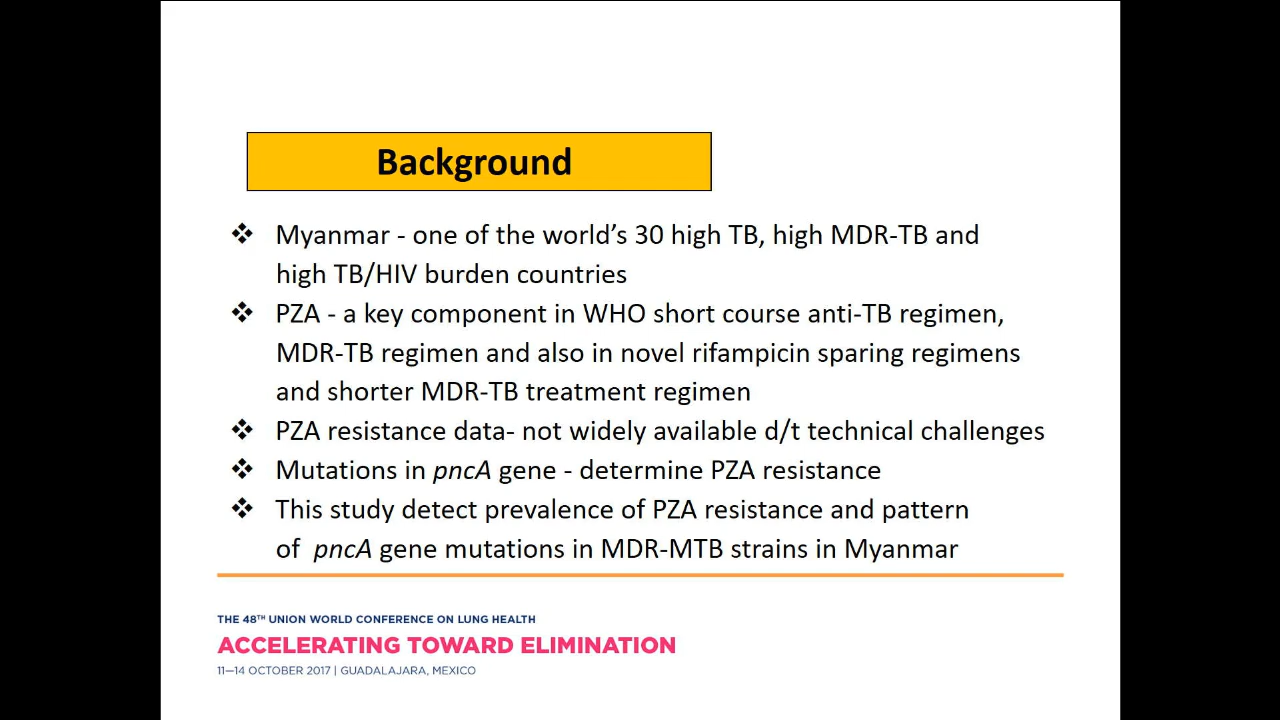 Background
❖ Myanmar - one of the world’s 30 high TB, high MDR-TB and
high TB/HIV burden countries
❖ PZA - a key component in WHO short course anti-TB regimen,
MDR-TB regimen and also in novel rifampicin sparing regimens
and shorter MDR-TB treatment regimen
❖ PZA resistance data- not widely available d/t technical challenges
❖ Mutations in pncA gene - determine PZA resistance
❖ This study detect prevalence of PZA resistance and pattern
of pncA gene mutations in MDR-MTB strains in Myanmar
THE 48TH UNION WORLD CONFERENCE ON LUNG HEALTH
ACCELERATING TOWARD ELIMINATION
11—14 OCTOBER 2017 | GUADALAJARA, MEXICO